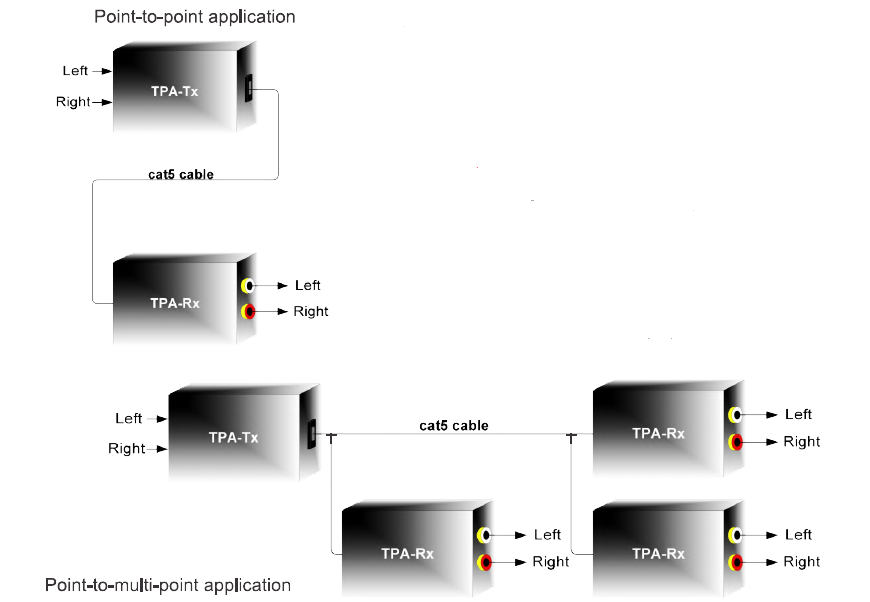 Point-to-point application
Left
TPA-Tx
Right
cat5 cable
Left
TPA-Rx
Right
Left
TPA-Tx
Right
cat5 cable
TPA-Rx
Left
Right
TPA-Rx
Left
Right
TPA-Rx
Left
Right
Point-to-multi-point application